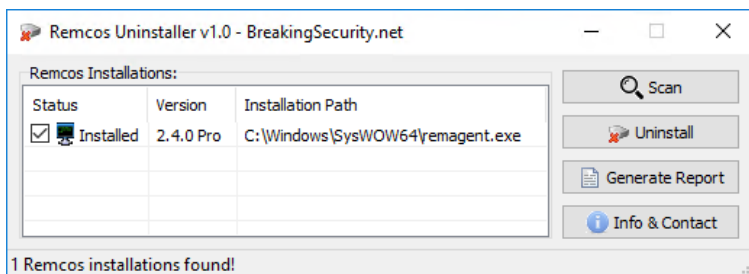 Remcos Uninstaller v1.0 - BreakingSecurity.net
Remcos Installations:
Status Version Installation Path
Installed 2.4.0 Pro C:\Windows\SysWOW64\remagent.exe
Scan
Uninstall
Generate Report
Info & Contact
1 Remcos installations found!